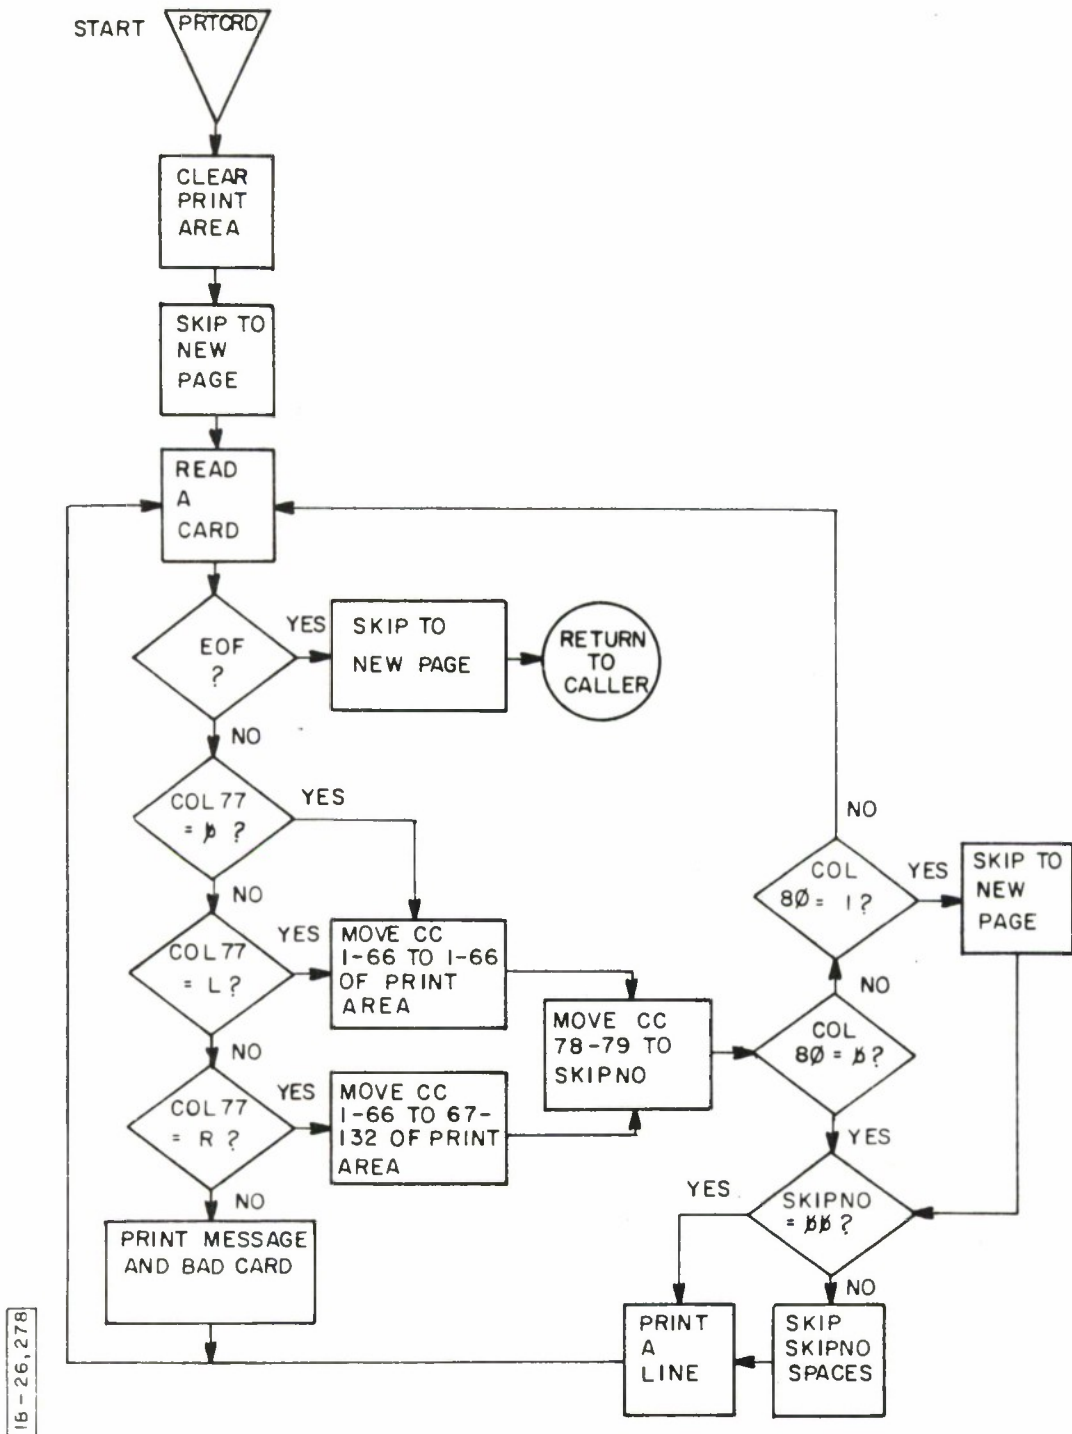 START
PRTCRD
CLEAR
PRINT
AREA
SKIP TO
NEW
PAGE
READ
A
CARD
EOF
?
YES
SKIP TO
NEW PAGE
RETURN
TO
CALLER
NO
COL 77
= b̸ ?
YES
NO
COL 77
= L ?
YES
MOVE CC
1-66 TO 1-66
OF PRINT
AREA
NO
COL 77
= R ?
YES
MOVE CC
1-66 TO 67-
132 OF PRINT
AREA
NO
PRINT MESSAGE
AND BAD CARD
MOVE CC
78-79 TO
SKIPNO
COL
8Ø = b̸ ?
NO
COL
8Ø = 1 ?
NO
YES
SKIP TO
NEW
PAGE
YES
SKIPNO
= b̸b̸ ?
YES
NO
SKIP
SKIPNO
SPACES
PRINT
A
LINE
1B-26,278